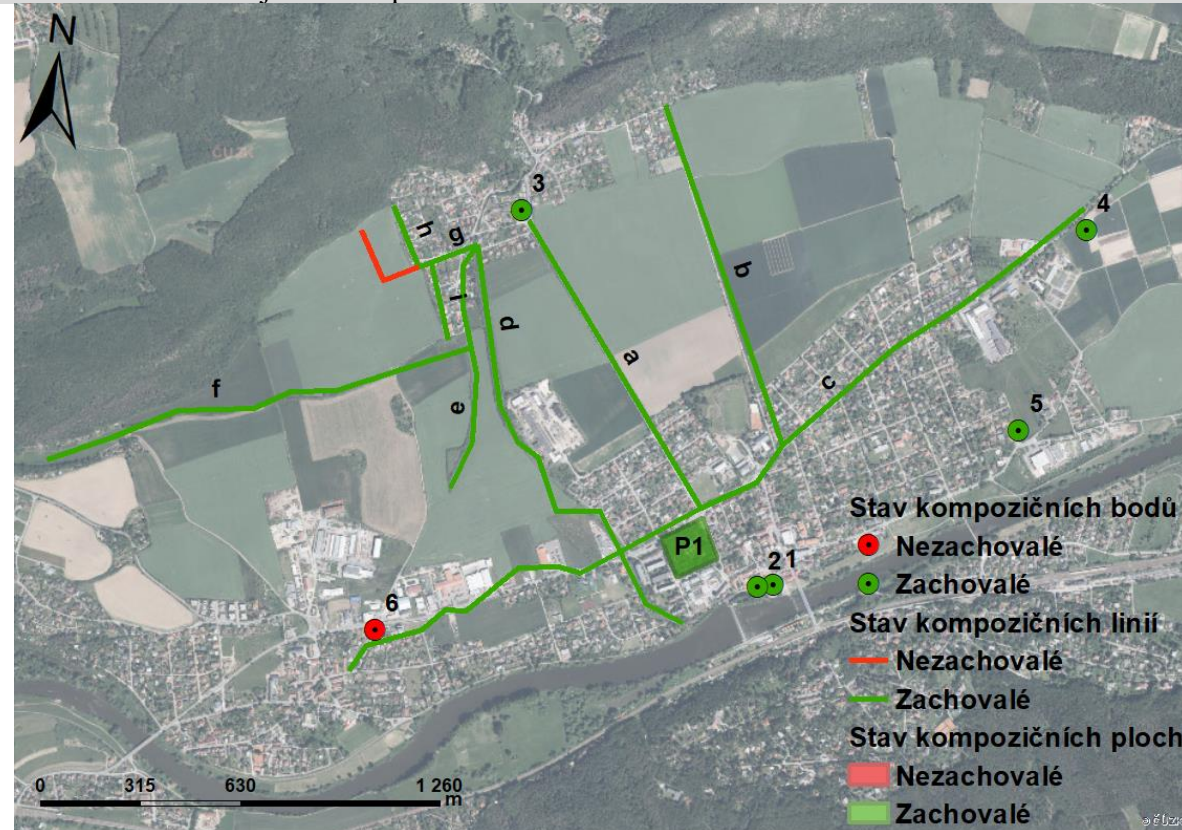 N
3
4
h
g
i
d
b
a
c
f
e
5
P1
2 1
6
Stav kompozičních bodů
Nezachovalé
Zachovalé
Stav kompozičních linií
Nezachovalé
Zachovalé
Stav kompozičních ploch
Nezachovalé
Zachovalé
0 315 630 1 260
m